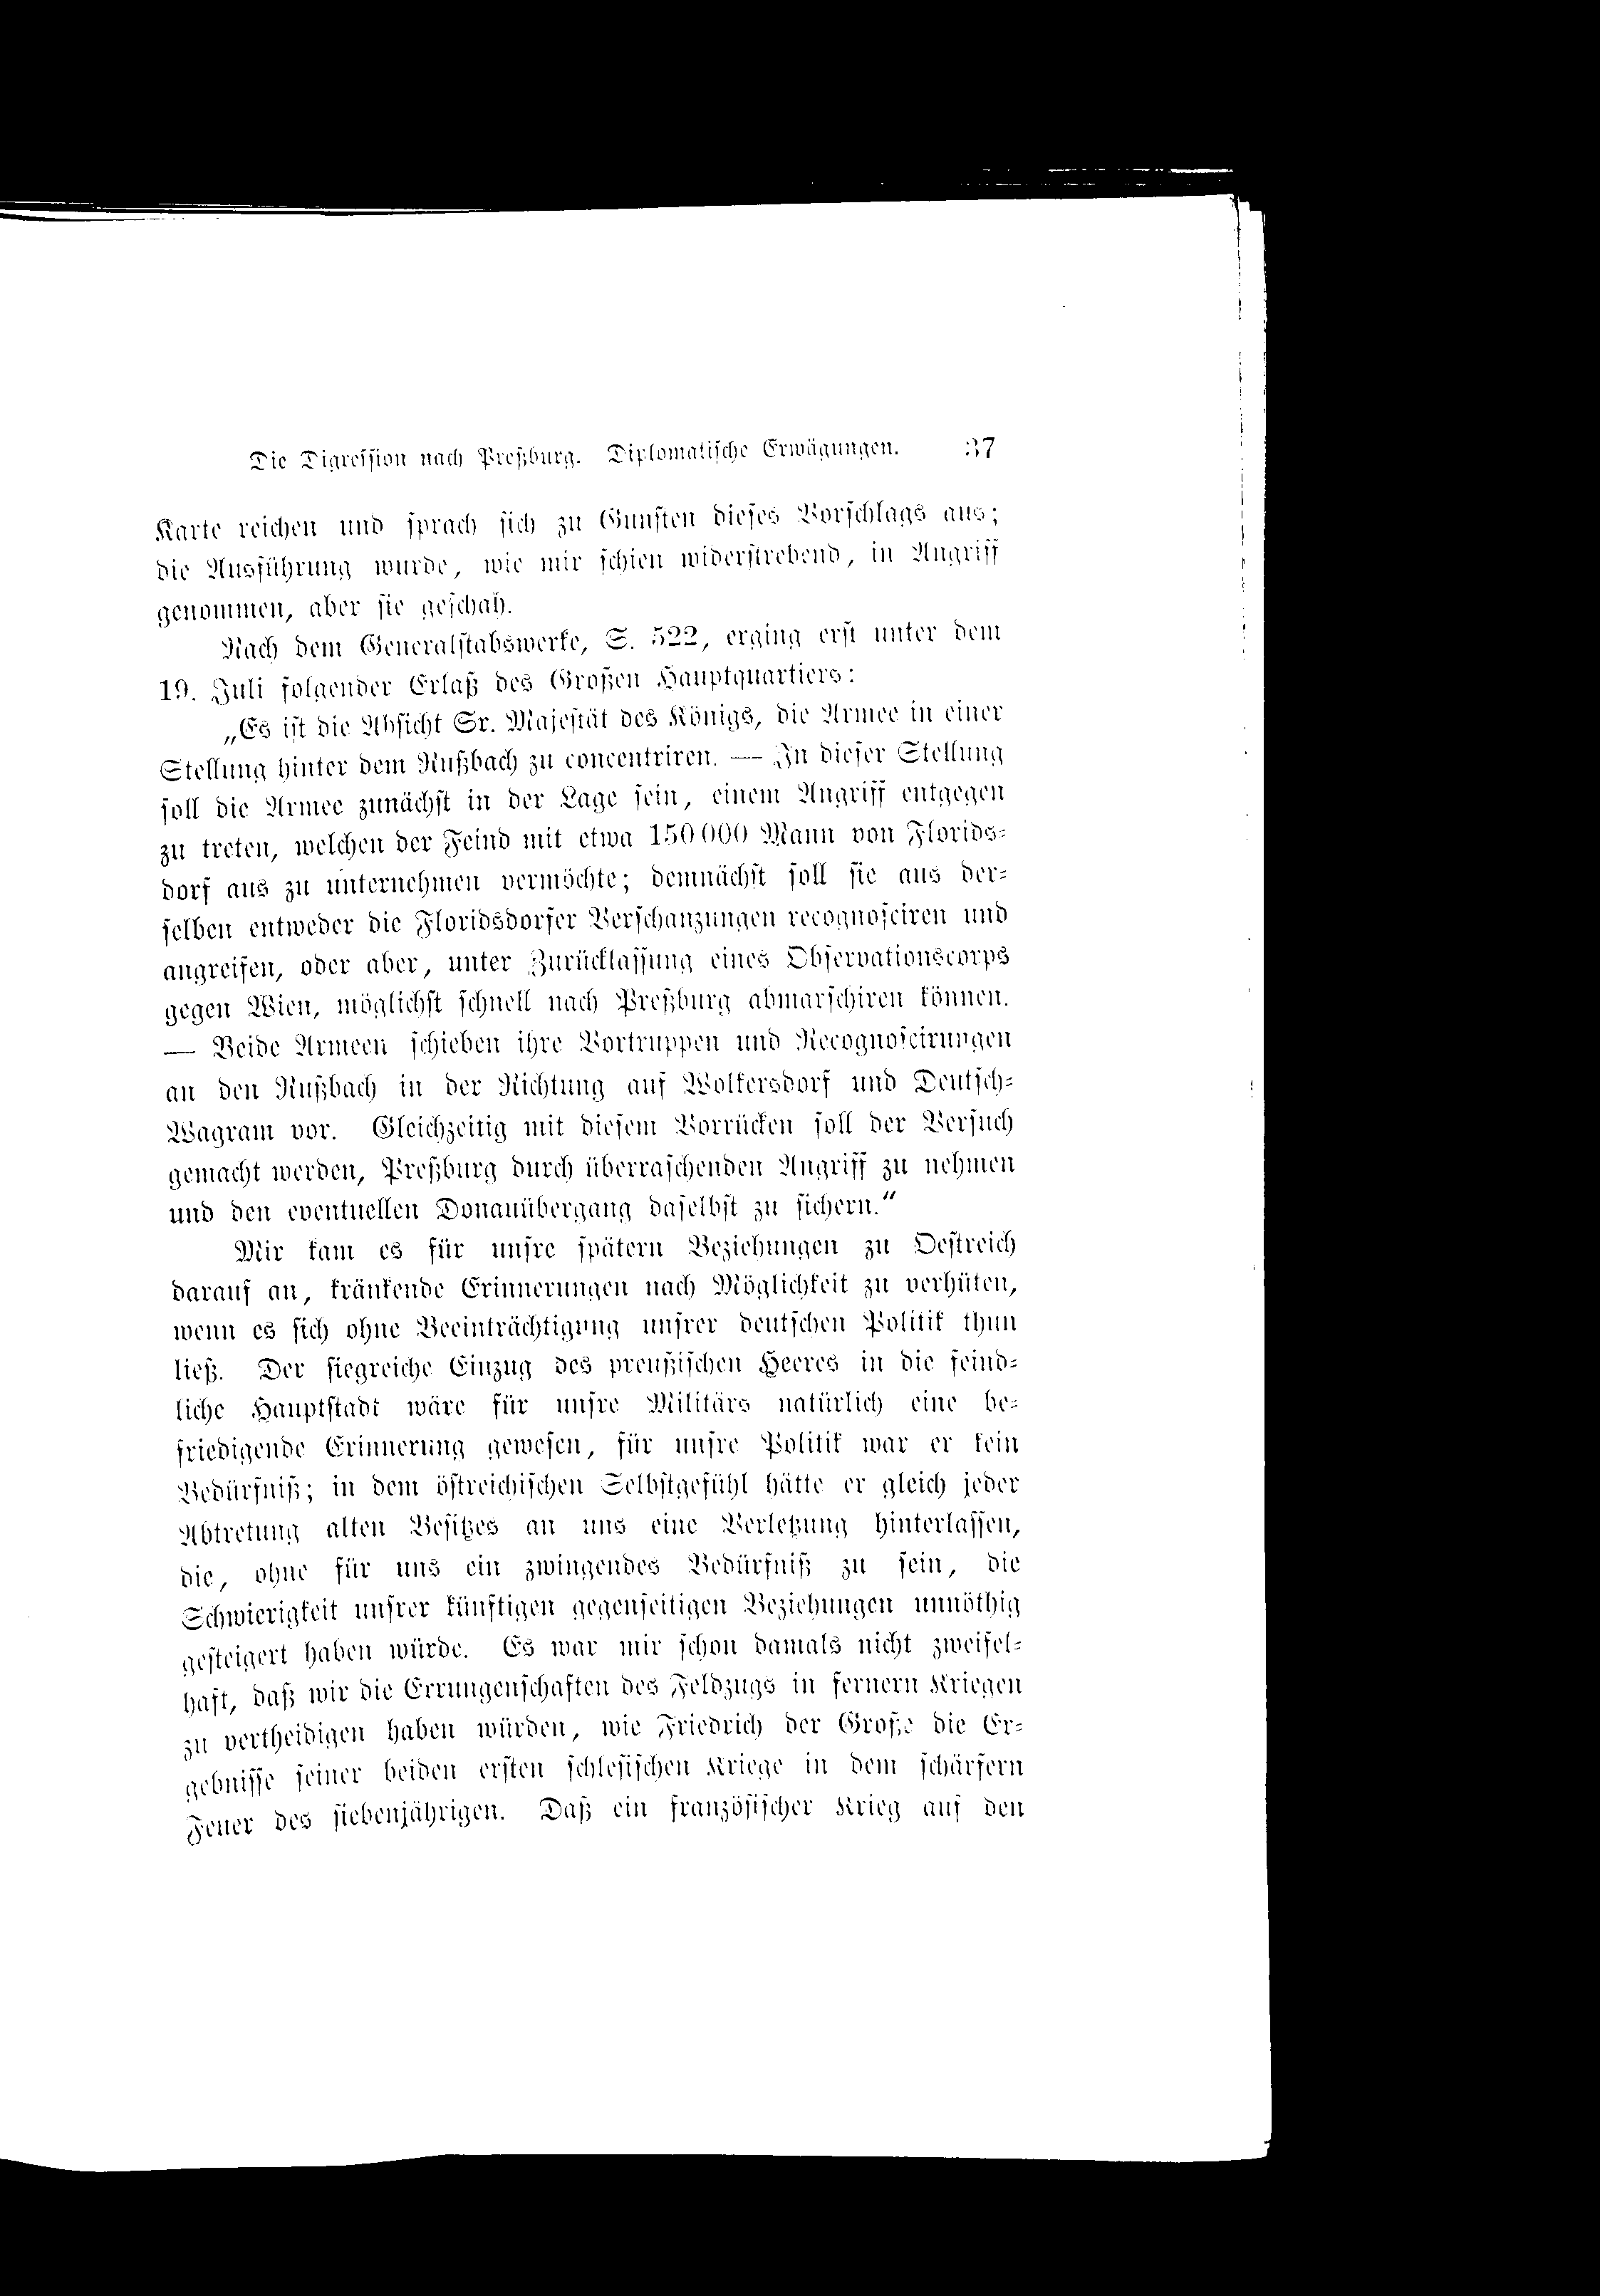 Die Digression nach Preßburg. Diplomatische Erwägungen. 37
Karte reichen und sprach sich zu Gunsten dieses Vorschlags aus;
die Ausführung wurde, wie mir schien widerstrebend, in Angriff
genommen, aber sie geschah.
Nach dem Generalstabswerke, S. 522, erging erst unter dem
19. Juli folgender Erlaß des Großen Hauptquartiers:
„Es ist die Absicht Sr. Majestät des Königs, die Armee in einer
Stellung hinter dem Rußbach zu concentriren. — In dieser Stellung
soll die Armee zunächst in der Lage sein, einem Angriff entgegen
zu treten, welchen der Feind mit etwa 150000 Mann von Florids-
dorf aus zu unternehmen vermöchte; demnächst soll sie aus der-
selben entweder die Floridsdorfer Verschanzungen recognosciren und
angreifen, oder aber, unter Zurücklassung eines Observationscorps
gegen Wien, möglichst schnell nach Preßburg abmarschiren können.
— Beide Armeen schieben ihre Vortruppen und Recognoscirungen
an den Rußbach in der Richtung auf Wolkersdorf und Deutsch-
Wagram vor. Gleichzeitig mit diesem Vorrücken soll der Versuch
gemacht werden, Preßburg durch überraschenden Angriff zu nehmen
und den eventuellen Donauübergang daselbst zu sichern.“
Mir kam es für unsre spätern Beziehungen zu Oestreich
darauf an, kränkende Erinnerungen nach Möglichkeit zu verhüten,
wenn es sich ohne Beeinträchtigung unsrer deutschen Politik thun
ließ. Der siegreiche Einzug des preußischen Heeres in die feind-
liche Hauptstadt wäre für unsre Militärs natürlich eine be-
friedigende Erinnerung gewesen, für unsre Politik war er kein
Bedürfniß; in dem östreichischen Selbstgefühl hätte er gleich jeder
Abtretung alten Besitzes an uns eine Verletzung hinterlassen,
die, ohne für uns ein zwingendes Bedürfniß zu sein, die
Schwierigkeit unsrer künftigen gegenseitigen Beziehungen unnöthig
gesteigert haben würde. Es war mir schon damals nicht zweifel-
haft, daß wir die Errungenschaften des Feldzugs in fernern Kriegen
zu vertheidigen haben würden, wie Friedrich der Große die Er-
gebnisse seiner beiden ersten schlesischen Kriege in dem schärfern
Feuer des siebenjährigen. Daß ein französischer Krieg auf den